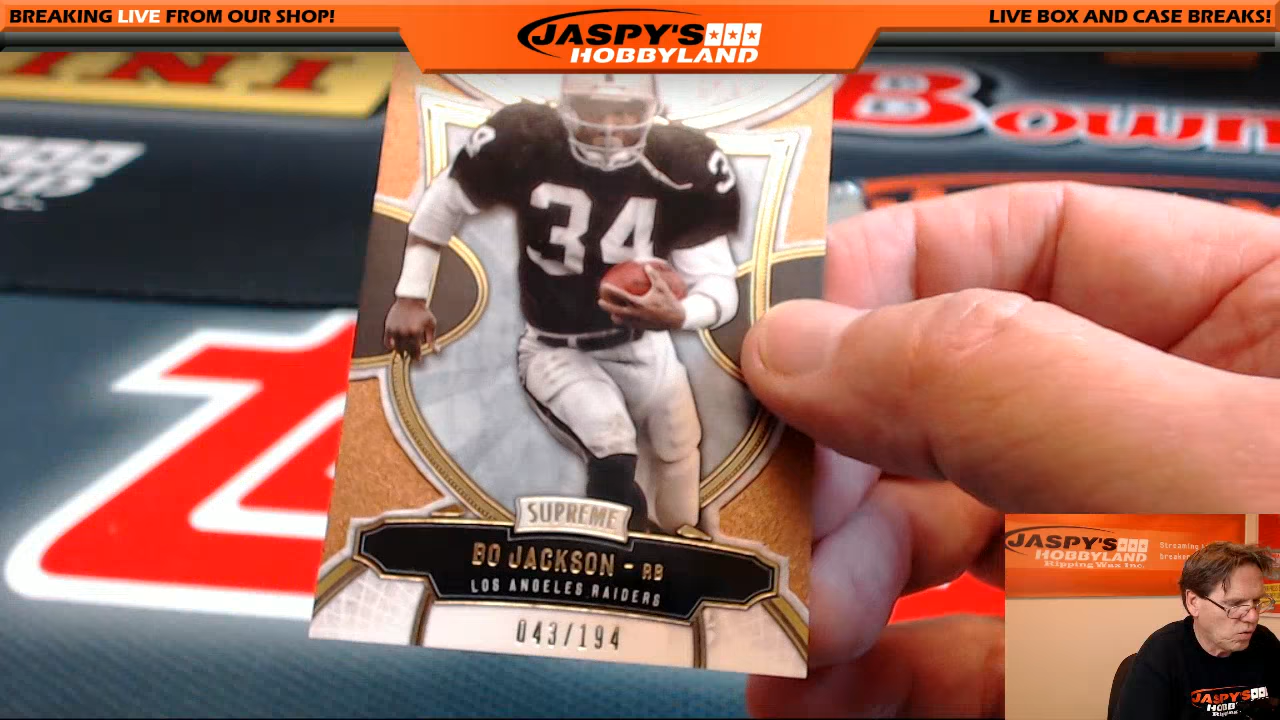 BREAKING LIVE FROM OUR SHOP!
JASPY'S
HOBBYLAND
LIVE BOX AND CASE BREAKS!
34
34
SUPREME
BO JACKSON - RB
LOS ANGELES RAIDERS
043/194
JASPY'S
HOBBYLAND
Ripping Wax Inc.
Streaming
JASPY'S